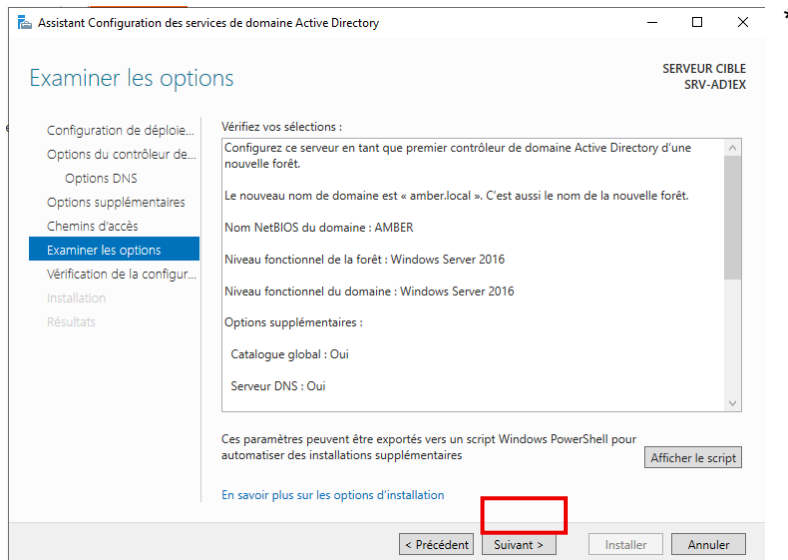 Assistant Configuration des services de domaine Active Directory
*
Examiner les options
SERVEUR CIBLE
SRV-AD1EX
Configuration de déploie...
Options du contrôleur de...
Options DNS
Options supplémentaires
Chemins d'accès
Examiner les options
Vérification de la configur...
Installation
Résultats
Vérifiez vos sélections :
Configurez ce serveur en tant que premier contrôleur de domaine Active Directory d'une
nouvelle forêt.
Le nouveau nom de domaine est « amber.local ». C'est aussi le nom de la nouvelle forêt.
Nom NetBIOS du domaine : AMBER
Niveau fonctionnel de la forêt : Windows Server 2016
Niveau fonctionnel du domaine : Windows Server 2016
Options supplémentaires :
Catalogue global : Oui
Serveur DNS : Oui
Ces paramètres peuvent être exportés vers un script Windows PowerShell pour
automatiser des installations supplémentaires
Afficher le script
En savoir plus sur les options d'installation
< Précédent
Suivant >
Installer
Annuler